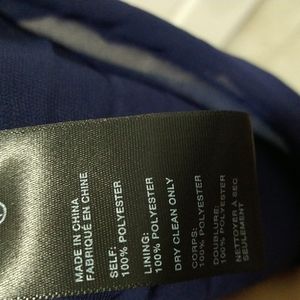 MADE IN CHINA
FABRIQUÉ EN CHINE
SELF:
100% POLYESTER
LINING:
100% POLYESTER
DRY CLEAN ONLY
CORPS:
100% POLYESTER
DOUBLURE:
100% POLYESTER
NETTOYER À SEC
SEULEMENT